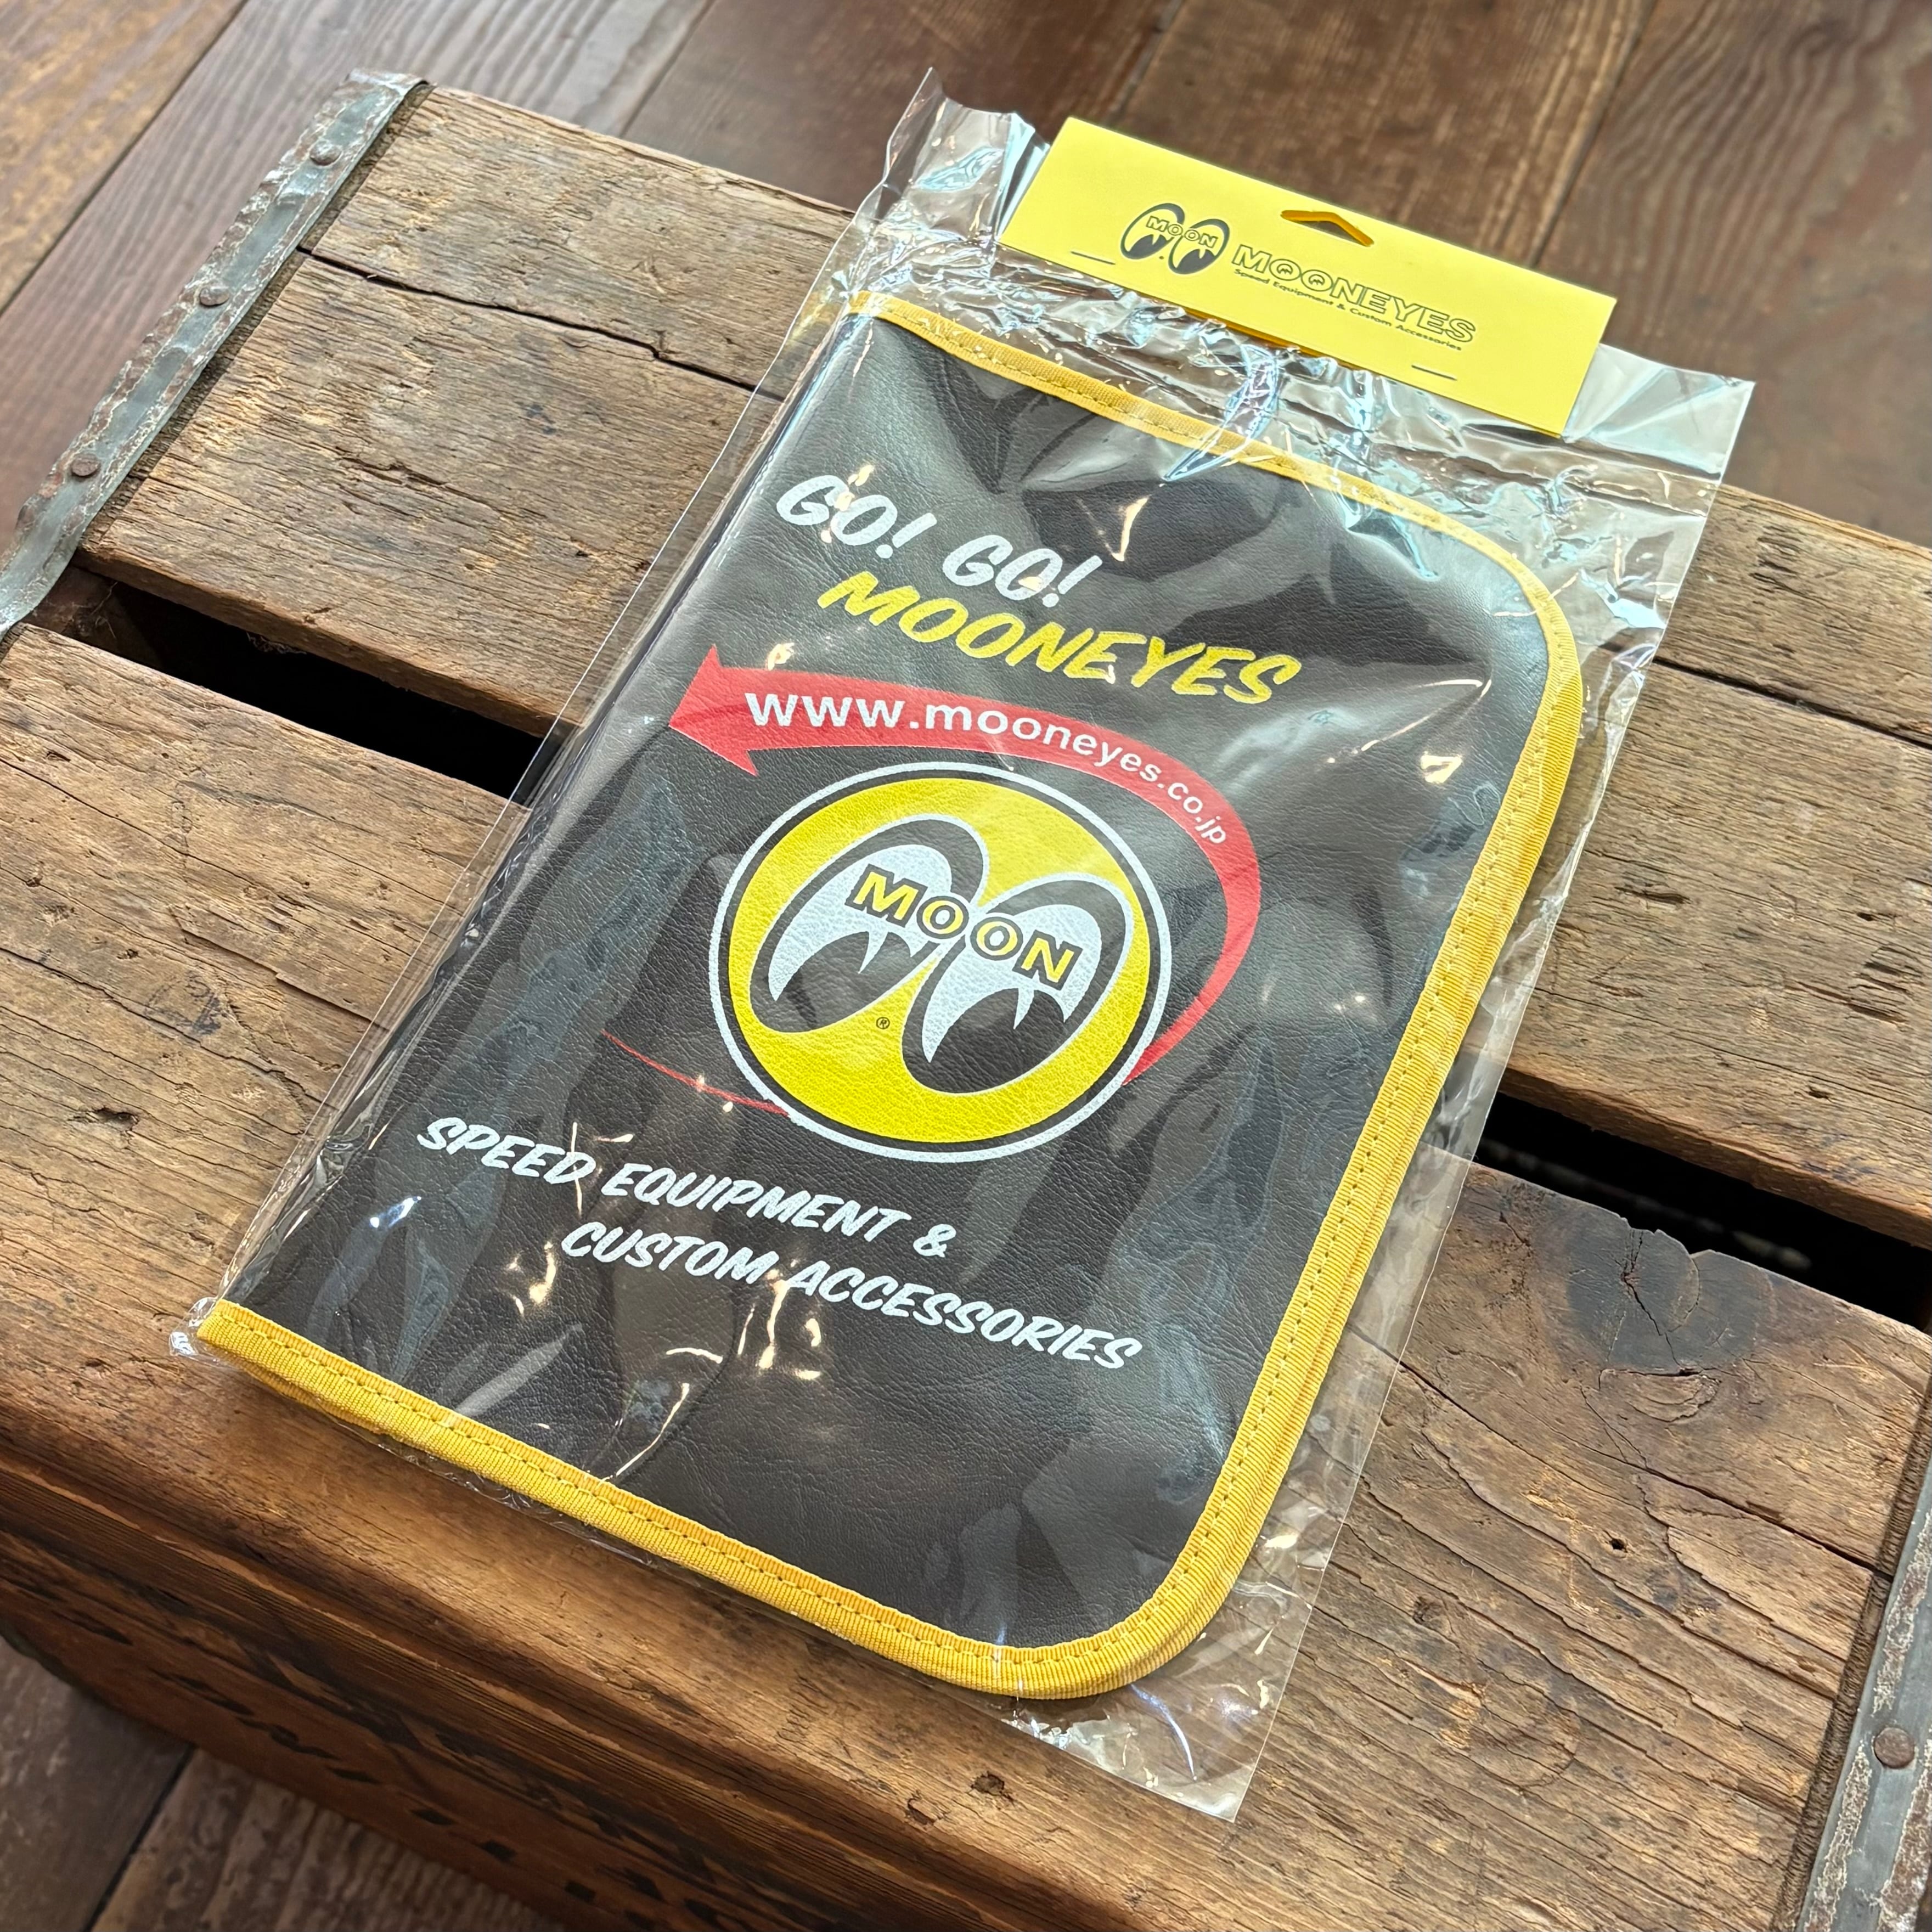 MOON
MOONEYES
Speed Equipment & Custom Accessories
GO! GO!
MOONEYES
www.mooneyes.co.jp
MOON
®
SPEED EQUIPMENT &
CUSTOM ACCESSORIES